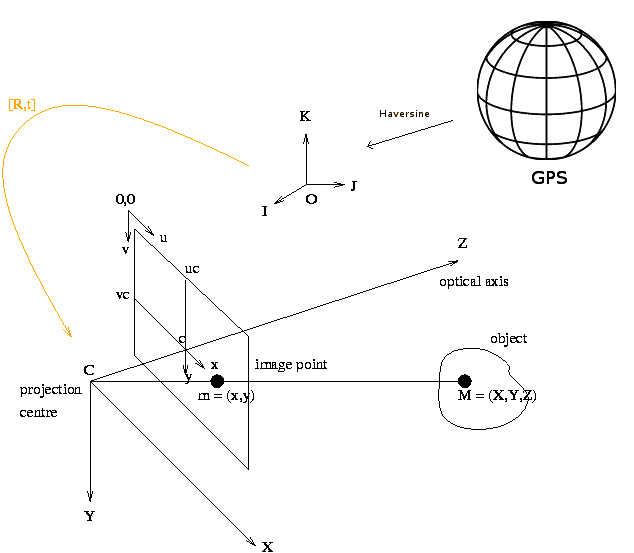 [R,t]
K
Haversine
GPS
J
O
I
0,0
u
v
Z
uc
optical axis
vc
c
object
x
image point
C
y
projection
centre
m = (x,y)
M = (X,Y,Z)
Y
X